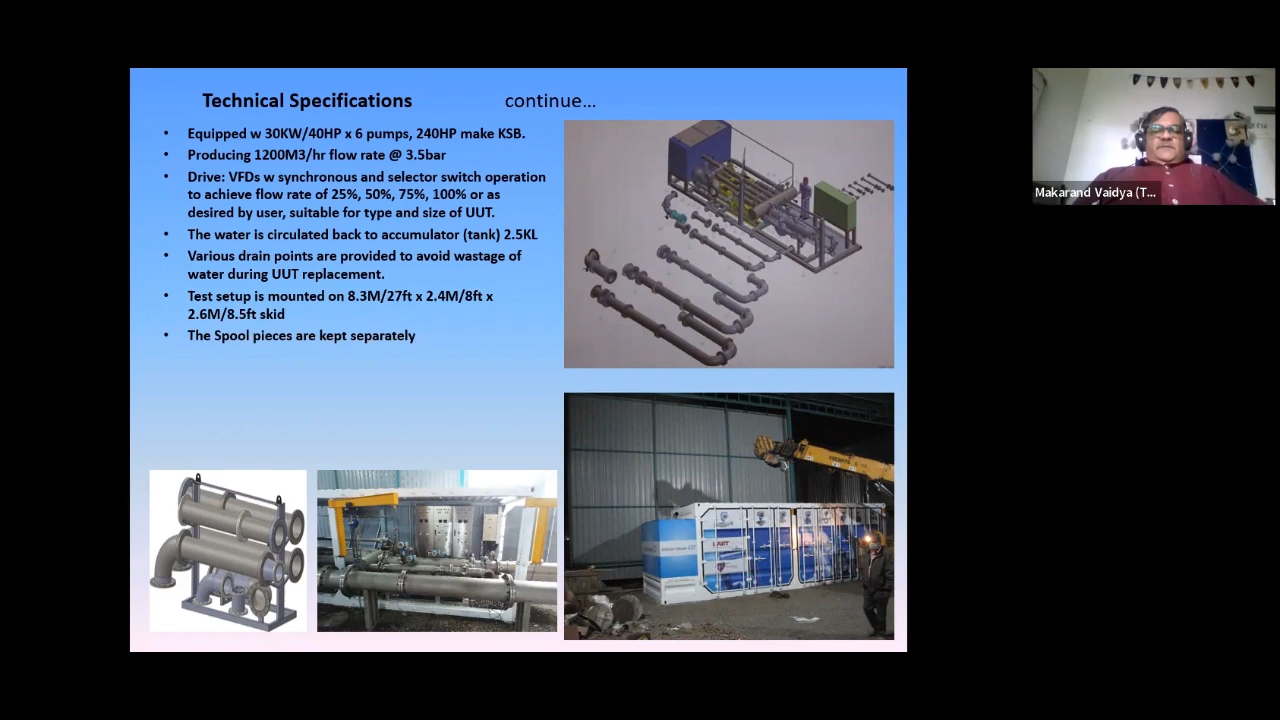 Technical Specifications continue...
• Equipped w 30KW/40HP x 6 pumps, 240HP make KSB.
• Producing 1200M3/hr flow rate @ 3.5bar
• Drive: VFDs w synchronous and selector switch operation
to achieve flow rate of 25%, 50%, 75%, 100% or as
desired by user, suitable for type and size of UUT.
• The water is circulated back to accumulator (tank) 2.5KL
• Various drain points are provided to avoid wastage of
water during UUT replacement.
• Test setup is mounted on 8.3M/27ft x 2.4M/8ft x
2.6M/8.5ft skid
• The Spool pieces are kept separately
Makarand Vaidya (T...